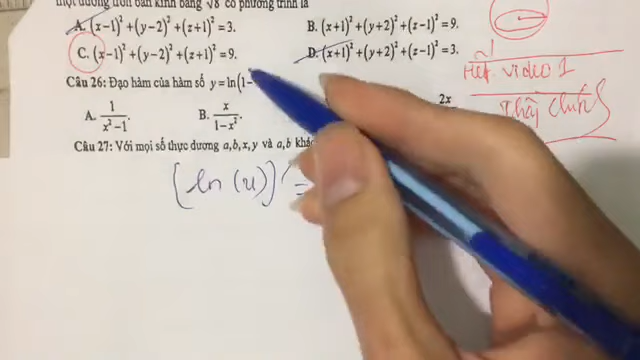 một đường tròn bán kính bằng √8 có phương trình là
A. (x−1)² + (y−2)² + (z+1)² = 3. B. (x+1)² + (y+2)² + (z−1)² = 9.
C. (x−1)² + (y−2)² + (z+1)² = 9. D. (x+1)² + (y+2)² + (z−1)² = 3.
Hết video 1
Câu 26: Đạo hàm của hàm số y = ln(1−
A. 1/(x²−1). B. x/(1−x². 2x
Câu 27: Với mọi số thực dương a, b, x, y và a, b
[ln(u)]' =